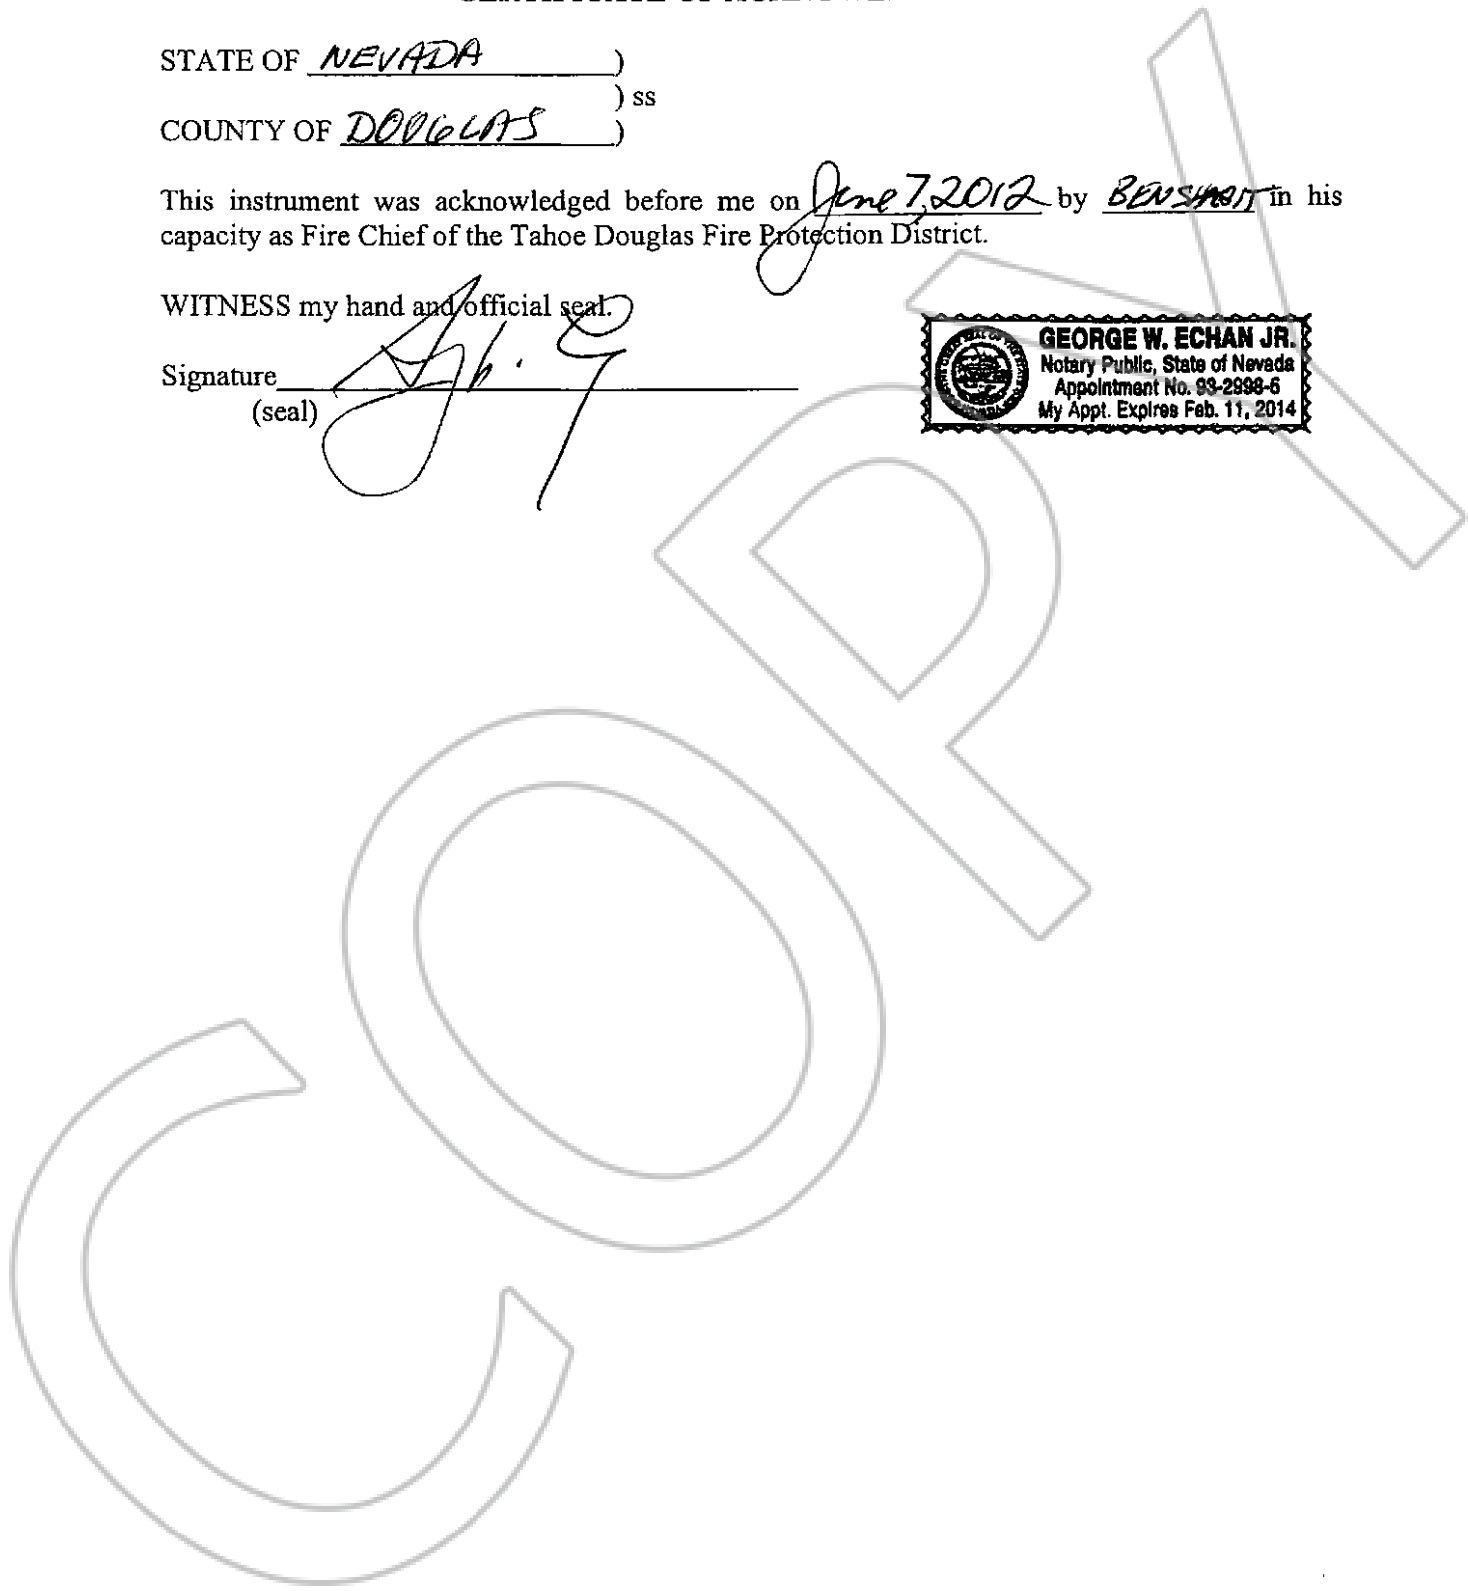 STATE OF NEVADA )
) ss
COUNTY OF DOUGLAS )
This instrument was acknowledged before me on June 7, 2012 by BEN SHARIT in his
capacity as Fire Chief of the Tahoe Douglas Fire Protection District.
WITNESS my hand and official seal.
Signature
(seal)
GEORGE W. ECHAN JR.
Notary Public, State of Nevada
Appointment No. 93-2998-6
My Appt. Expires Feb. 11, 2014
COPY